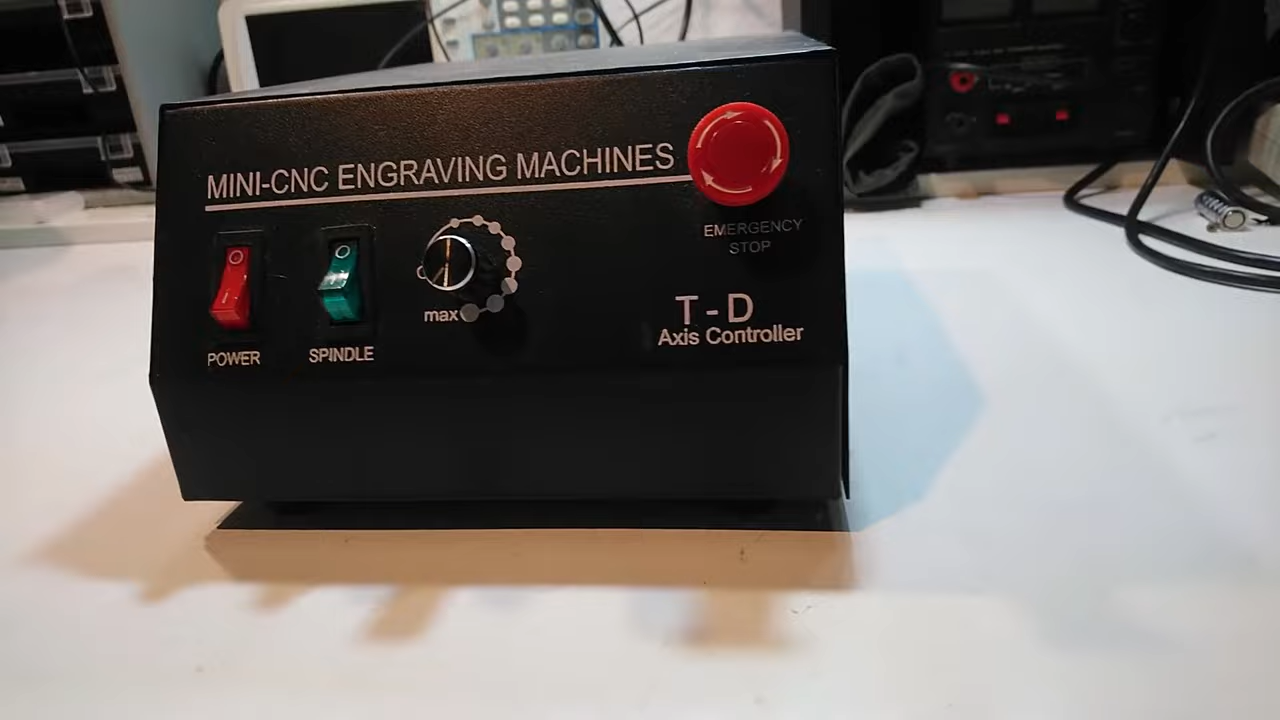 MINI-CNC ENGRAVING MACHINES
EMERGENCY
STOP
max
T-D
Axis Controller
POWER
SPINDLE